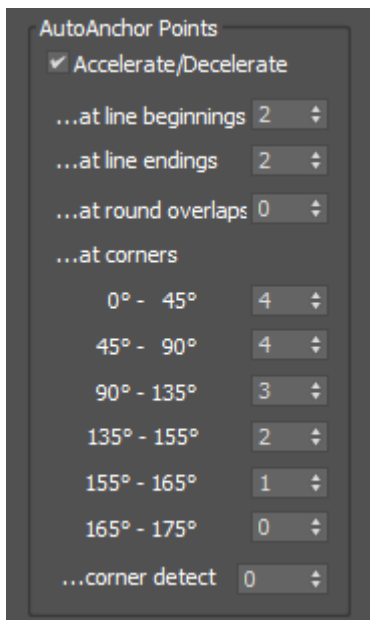 AutoAnchor Points
Accelerate/Decelerate
...at line beginnings 2
...at line endings 2
...at round overlaps 0
...at corners
0° - 45° 4
45° - 90° 4
90° - 135° 3
135° - 155° 2
155° - 165° 1
165° - 175° 0
...corner detect 0